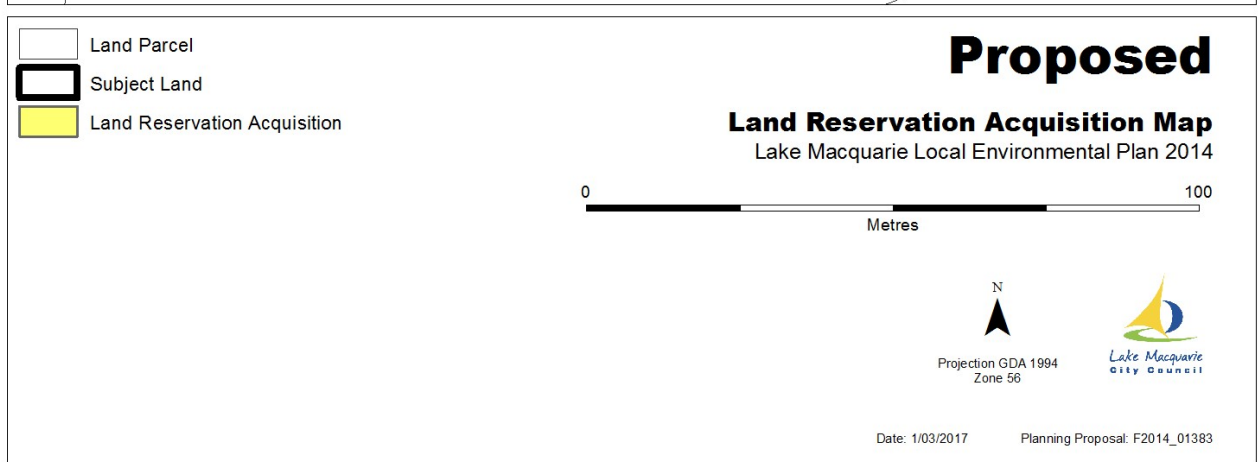 Land Parcel
Subject Land
Land Reservation Acquisition
Proposed
Land Reservation Acquisition Map
Lake Macquarie Local Environmental Plan 2014
0 100
Metres
N
Projection GDA 1994
Zone 56
Lake Macquarie
City Council
Date: 1/03/2017 Planning Proposal: F2014_01383